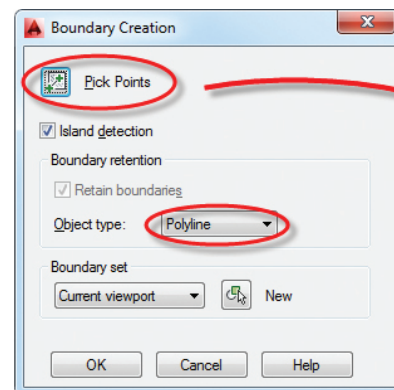 Boundary Creation
Pick Points
Island detection
Boundary retention
Retain boundaries
Object type: Polyline
Boundary set
Current viewport New
OK Cancel Help